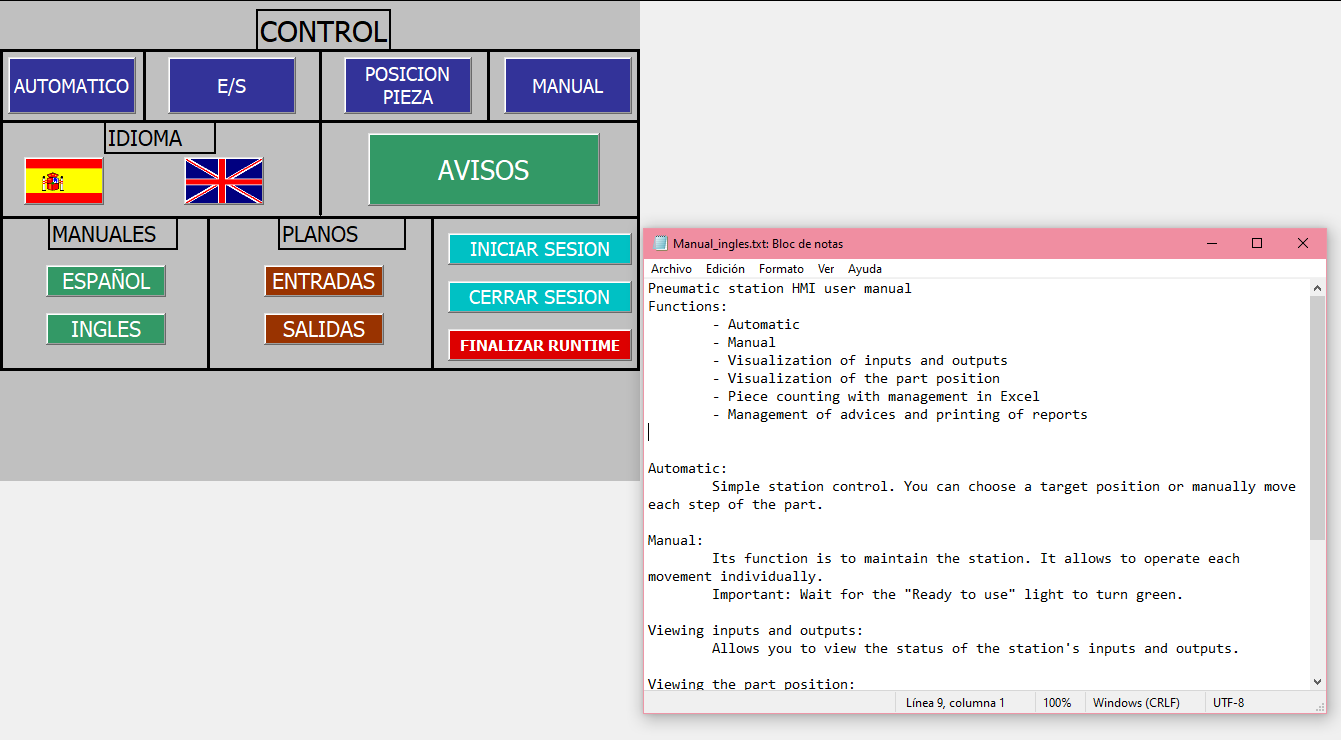 CONTROL
AUTOMATICO
E/S
POSICION
PIEZA
MANUAL
IDIOMA
AVISOS
MANUALES
ESPAÑOL
INGLES
PLANOS
ENTRADAS
SALIDAS
INICIAR SESION
CERRAR SESION
FINALIZAR RUNTIME
Manual_ingles.txt: Bloc de notas
Archivo Edición Formato Ver Ayuda
Pneumatic station HMI user manual
Functions:
- Automatic
- Manual
- Visualization of inputs and outputs
- Visualization of the part position
- Piece counting with management in Excel
- Management of advices and printing of reports
Automatic:
Simple station control. You can choose a target position or manually move
each step of the part.
Manual:
Its function is to maintain the station. It allows to operate each
movement individually.
Important: Wait for the "Ready to use" light to turn green.
Viewing inputs and outputs:
Allows you to view the status of the station's inputs and outputs.
Viewing the part position:
Línea 9, columna 1 100% Windows (CRLF) UTF-8